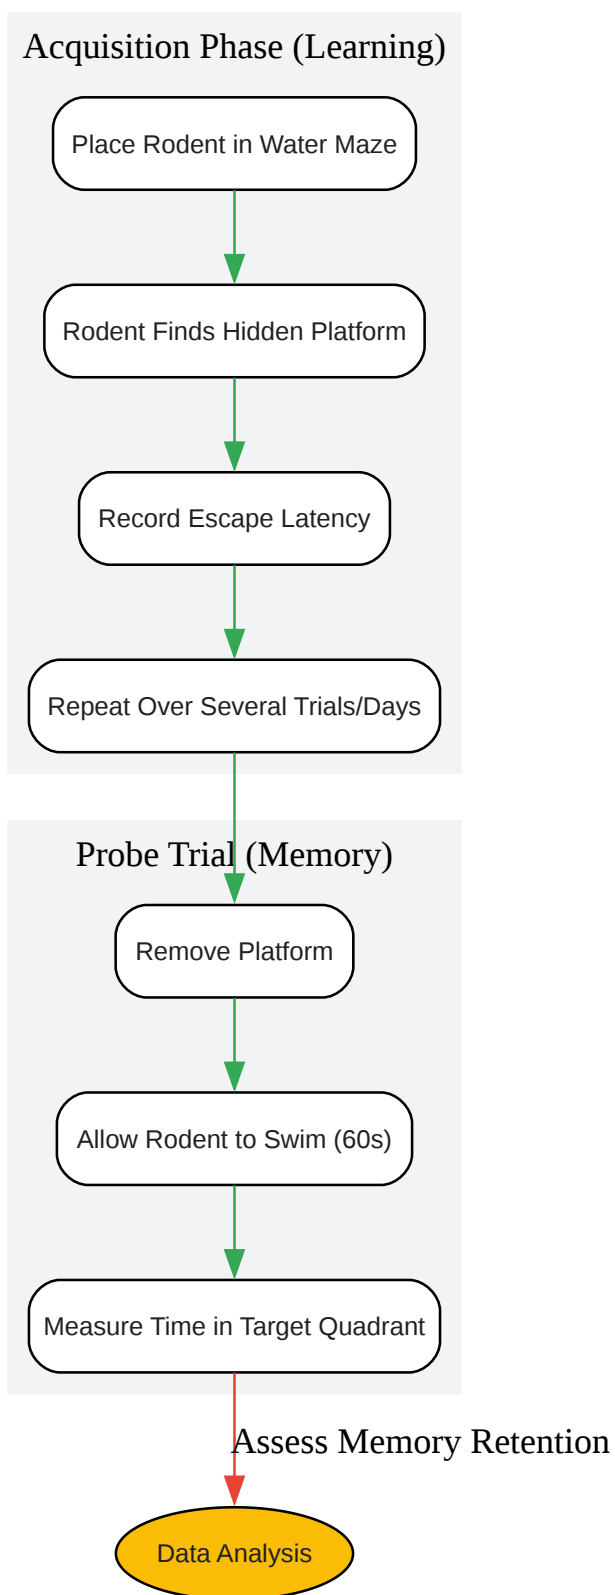 Acquisition Phase (Learning)
Place Rodent in Water Maze
Rodent Finds Hidden Platform
Record Escape Latency
Repeat Over Several Trials/Days
Probe Trial (Memory)
Remove Platform
Allow Rodent to Swim (60s)
Measure Time in Target Quadrant
Assess Memory Retention
Data Analysis